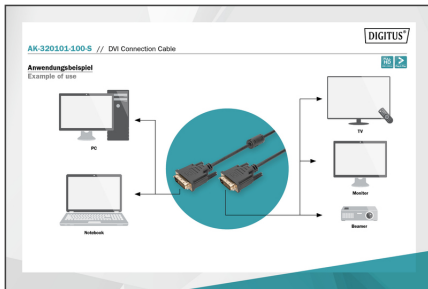 DIGITUS®
AK-320101-100-S // DVI Connection Cable
Anwendungsbeispiel
Example of use
PC
Notebook
TV
Monitor
Beamer